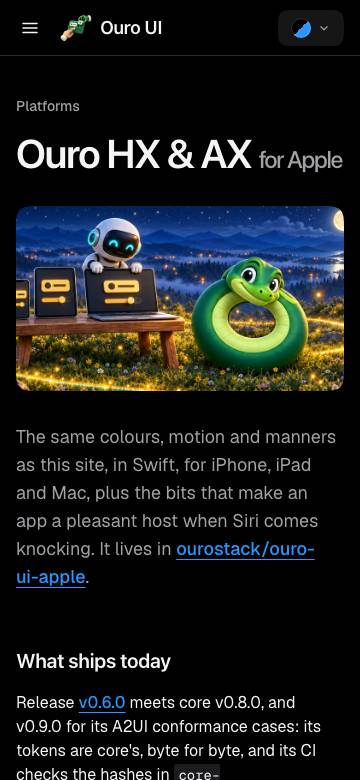 Ouro UI
Platforms
Ouro HX & AX for Apple
The same colours, motion and manners
as this site, in Swift, for iPhone, iPad
and Mac, plus the bits that make an
app a pleasant host when Siri comes
knocking. It lives in ourostack/ouro-
ui-apple.
What ships today
Release v0.6.0 meets core v0.8.0, and
v0.9.0 for its A2UI conformance cases: its
tokens are core's, byte for byte, and its CI
checks the hashes in core-